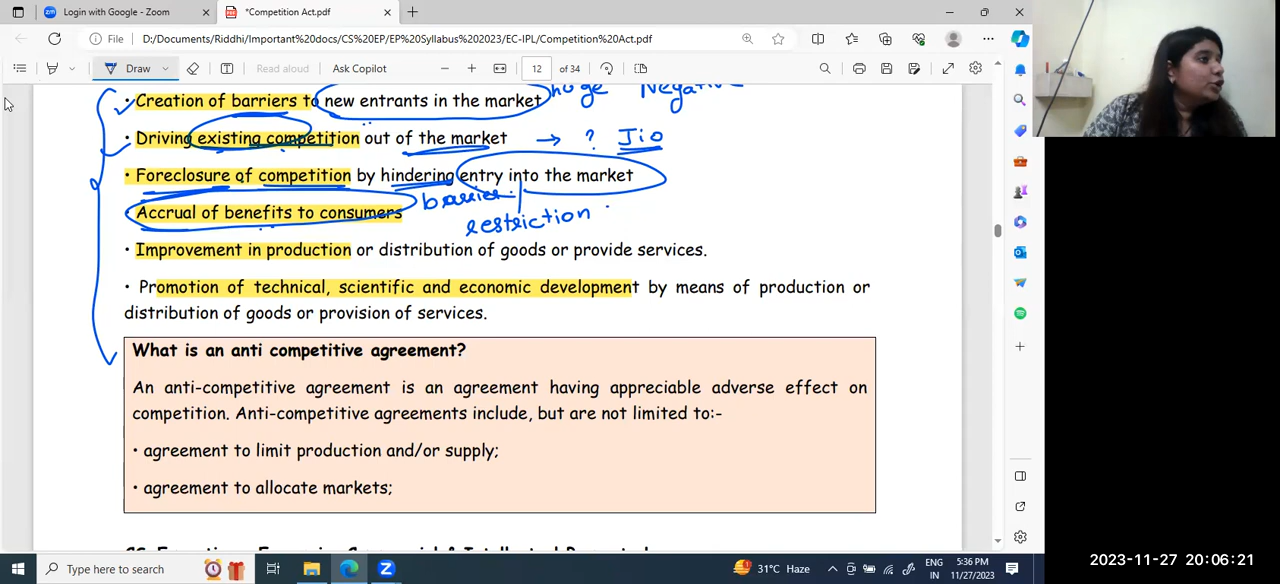 Login with Google - Zoom
*Competition Act.pdf
File
D:/Documents/Riddhi/Important%20docs/CS%20EP/EP%20Syllabus%202023/EC-IPL/Competition%20Act.pdf
Draw
Read aloud
Ask Copilot
12
of 34
huge Negative
• Creation of barriers to new entrants in the market
• Driving existing competition out of the market → ? Jio
• Foreclosure of competition by hindering entry into the market
• Accrual of benefits to consumers barrier
restriction
• Improvement in production or distribution of goods or provide services.
• Promotion of technical, scientific and economic development by means of production or
distribution of goods or provision of services.
What is an anti competitive agreement?
An anti-competitive agreement is an agreement having appreciable adverse effect on
competition. Anti-competitive agreements include, but are not limited to:-
• agreement to limit production and/or supply;
• agreement to allocate markets;
Type here to search
31°C Haze
ENG
IN
5:36 PM
11/27/2023
2023-11-27 20:06:21